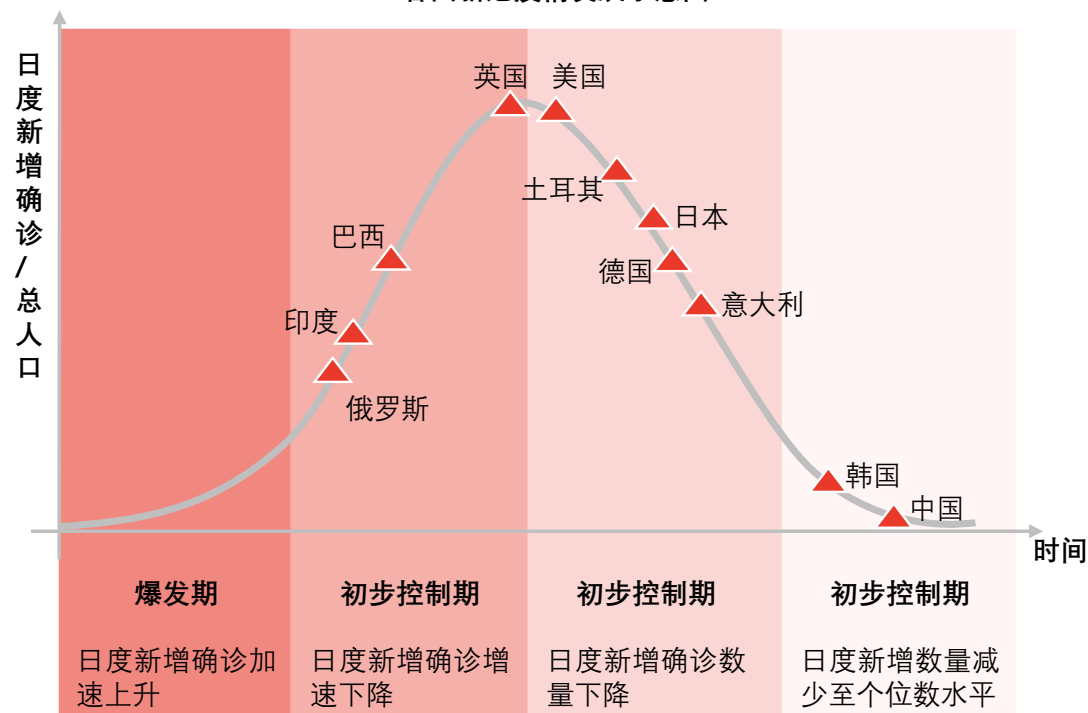 日度新增确诊/总人口
英国
美国
土耳其
日本
巴西
德国
意大利
印度
俄罗斯
韩国
中国
时间
爆发期
初步控制期
初步控制期
初步控制期
日度新增确诊加
速上升
日度新增确诊增
速下降
日度新增确诊数
量下降
日度新增数量减
少至个位数水平